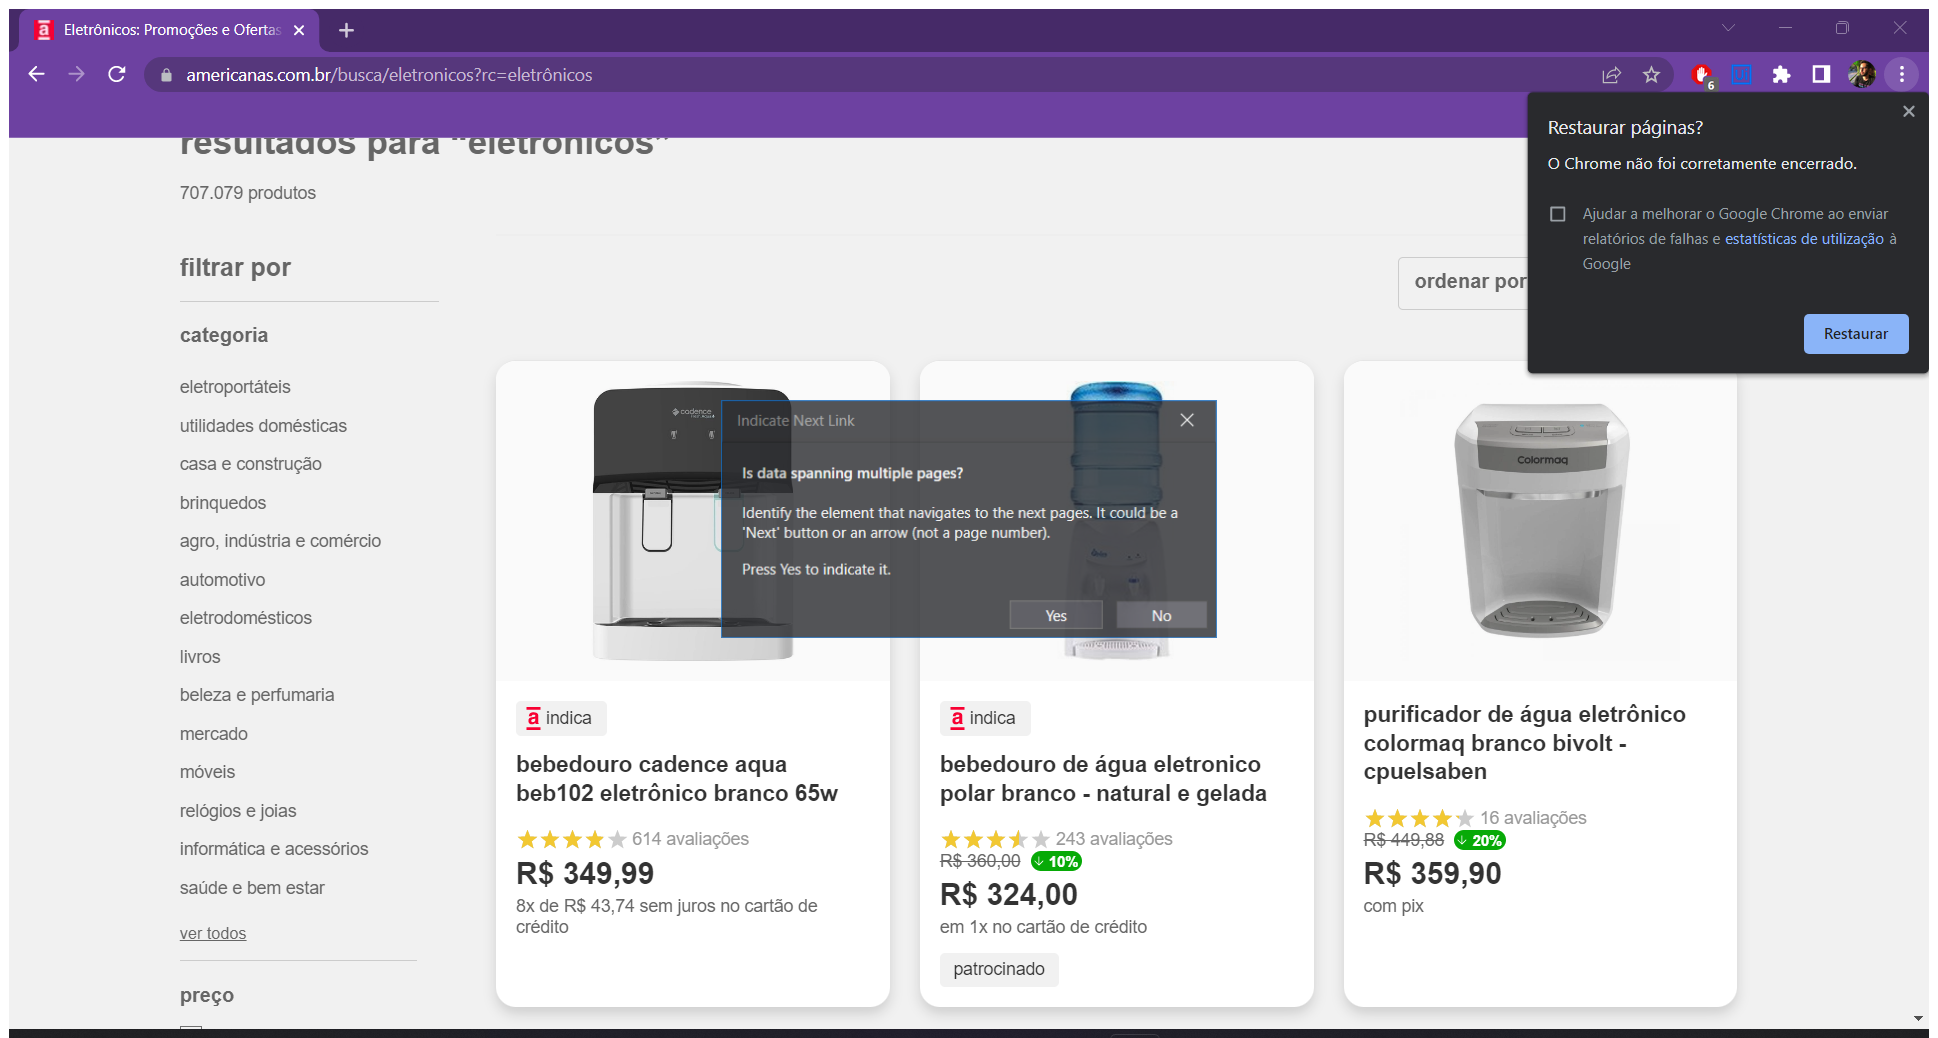 Eletrônicos: Promoções e Ofertas
americanas.com.br/busca/eletronicos?rc=eletrônicos
6
resultados para “eletrônicos”
707.079 produtos
Restaurar páginas?
O Chrome não foi corretamente encerrado.
Ajudar a melhorar o Google Chrome ao enviar
relatórios de falhas e estatísticas de utilização à
Google
Restaurar
filtrar por
ordenar por
categoria
eletroportáteis
utilidades domésticas
casa e construção
brinquedos
agro, indústria e comércio
automotivo
eletrodomésticos
livros
beleza e perfumaria
mercado
móveis
relógios e joias
informática e acessórios
saúde e bem estar
ver todos
preço
cadence
Colormaq
Indicate Next Link
Is data spanning multiple pages?
Identify the element that navigates to the next pages. It could be a
'Next' button or an arrow (not a page number).
Press Yes to indicate it.
Yes
No
a indica
bebedouro cadence aqua
beb102 eletrônico branco 65w
614 avaliações
R$ 349,99
8x de R$ 43,74 sem juros no cartão de
crédito
a indica
bebedouro de água eletronico
polar branco - natural e gelada
243 avaliações
R$ 360,00 10%
R$ 324,00
em 1x no cartão de crédito
patrocinado
purificador de água eletrônico
colormaq branco bivolt -
cpuelsaben
16 avaliações
R$ 449,88 20%
R$ 359,90
com pix